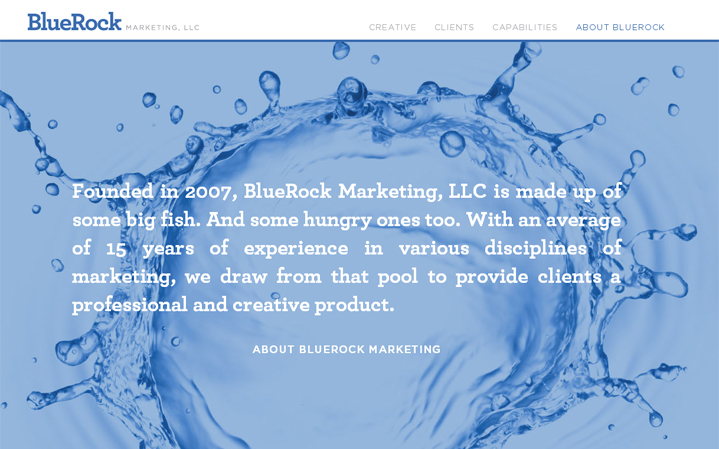 BlueRock MARKETING, LLC
CREATIVE CLIENTS CAPABILITIES ABOUT BLUEROCK
Founded in 2007, BlueRock Marketing, LLC is made up of
some big fish. And some hungry ones too. With an average
of 15 years of experience in various disciplines of
marketing, we draw from that pool to provide clients a
professional and creative product.
ABOUT BLUEROCK MARKETING